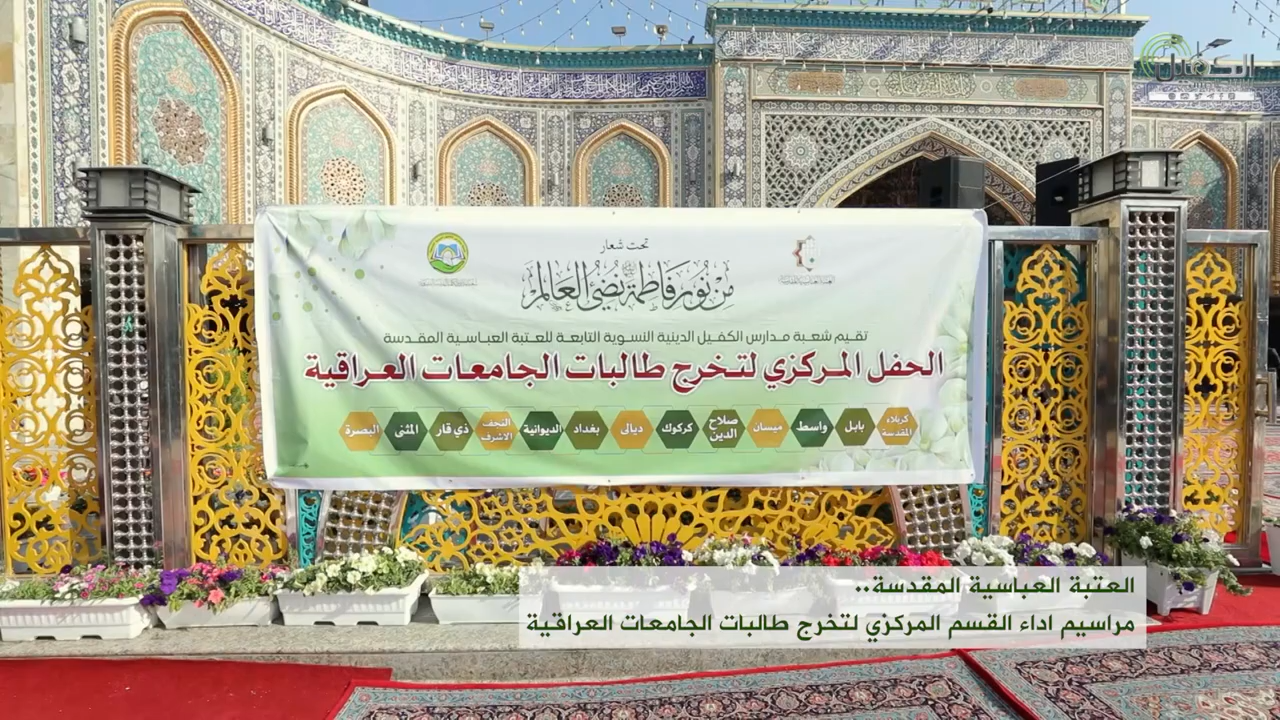 الكفيل
تحت شعار
من نور فاطمة نضيء العالم
تقيم شعبة مدارس الكفيل الدينية النسوية التابعة للعتبة العباسية المقدسة
الحفل المركزي لتخرج طالبات الجامعات العراقية
كربلاء المقدسة بابل واسط ميسان صلاح الدين كركوك ديالى بغداد الديوانية النجف الاشرف ذي قار المثنى البصرة
العتبة العباسية المقدسة..
مراسيم اداء القسم المركزي لتخرج طالبات الجامعات العراقية